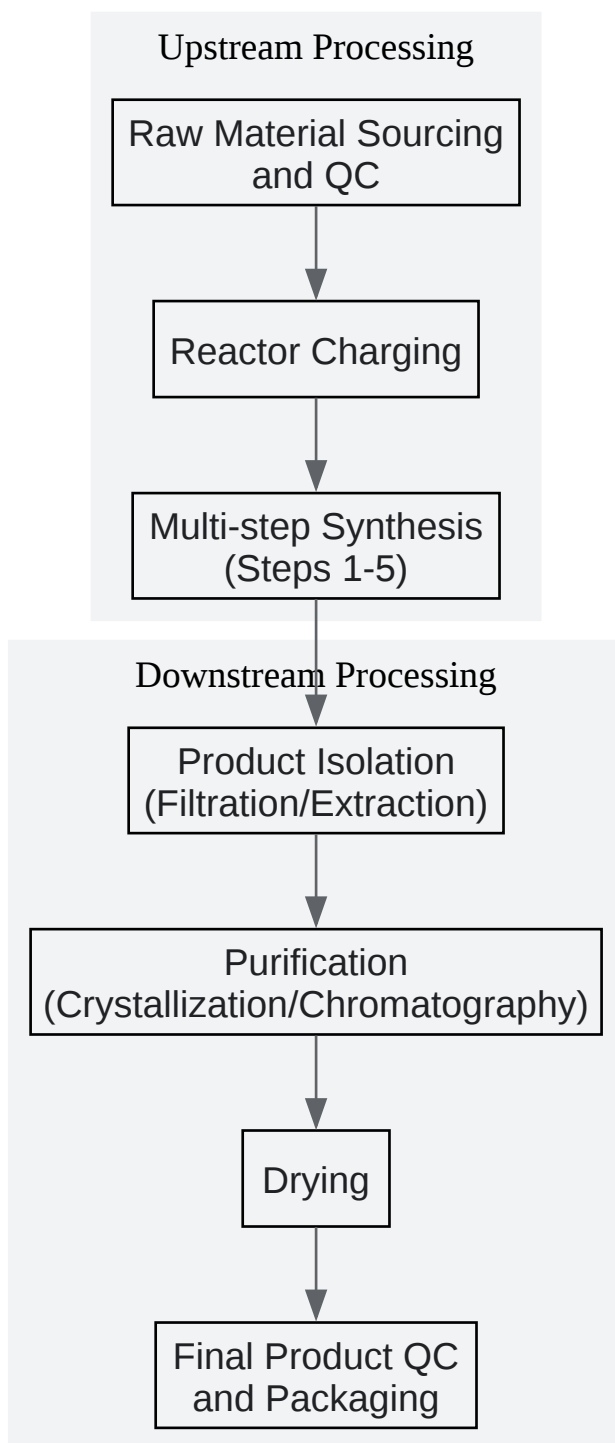 Upstream Processing
Raw Material Sourcing
and QC
Reactor Charging
Multi-step Synthesis
(Steps 1-5)
Downstream Processing
Product Isolation
(Filtration/Extraction)
Purification
(Crystallization/Chromatography)
Drying
Final Product QC
and Packaging